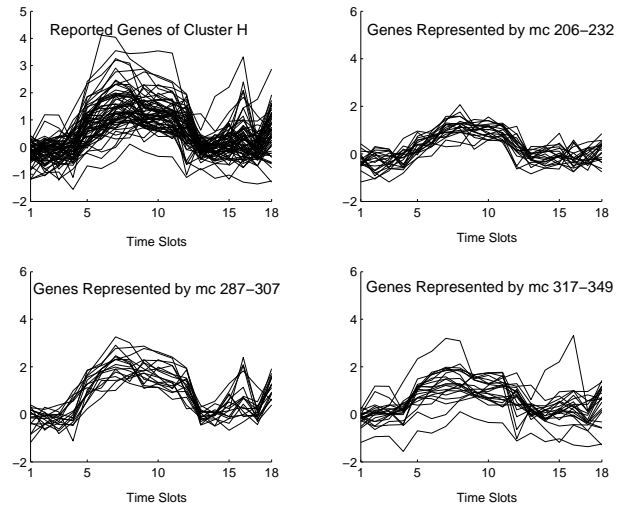 Reported Genes of Cluster H
5
4
3
2
1
0
−1
−2
1 5 10 15 18
Time Slots
Genes Represented by mc 206−232
6
4
2
0
−2
1 5 10 15 18
Time Slots
Genes Represented by mc 287−307
6
4
2
0
−2
1 5 10 15 18
Time Slots
Genes Represented by mc 317−349
6
4
2
0
−2
1 5 10 15 18
Time Slots